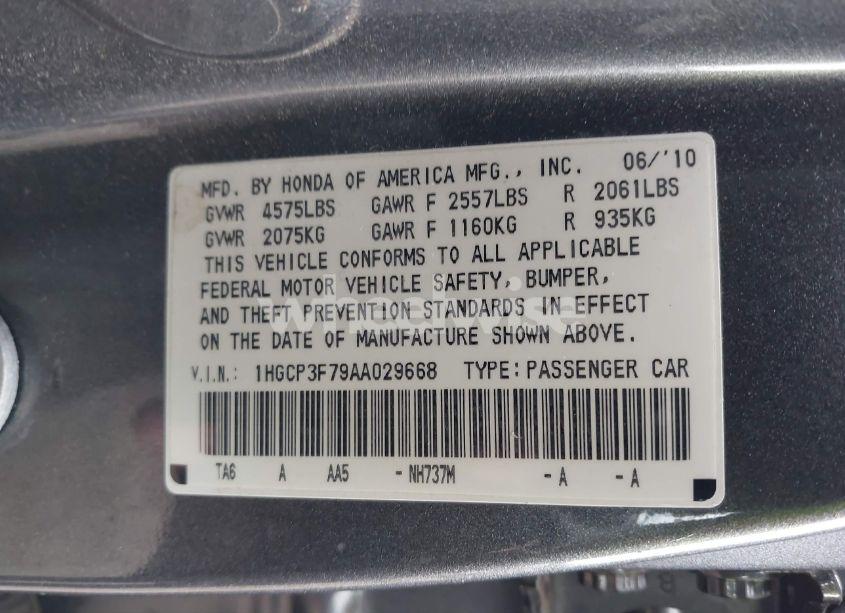 MFD. BY HONDA OF AMERICA MFG., INC. 06/'10
GVWR 4575LBS GAWR F 2557LBS R 2061LBS
GVWR 2075KG GAWR F 1160KG R 935KG
THIS VEHICLE CONFORMS TO ALL APPLICABLE
FEDERAL MOTOR VEHICLE SAFETY, BUMPER,
AND THEFT PREVENTION STANDARDS IN EFFECT
ON THE DATE OF MANUFACTURE SHOWN ABOVE.
V.I.N.: 1HGCP3F79AA029668 TYPE: PASSENGER CAR
TA6 A AA5 - NH737M - A - A
wheelwise